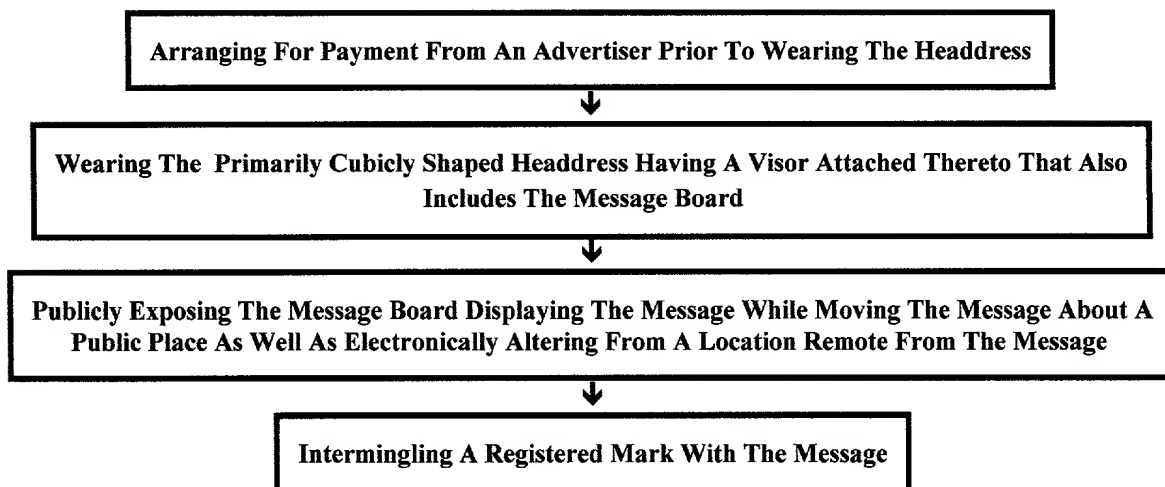 Arranging For Payment From An Advertiser Prior To Wearing The Headdress
Wearing The Primarily Cubicly Shaped Headdress Having A Visor Attached Thereto That Also
Includes The Message Board
Publicly Exposing The Message Board Displaying The Message While Moving The Message About A
Public Place As Well As Electronically Altering From A Location Remote From The Message
Intermingling A Registered Mark With The Message